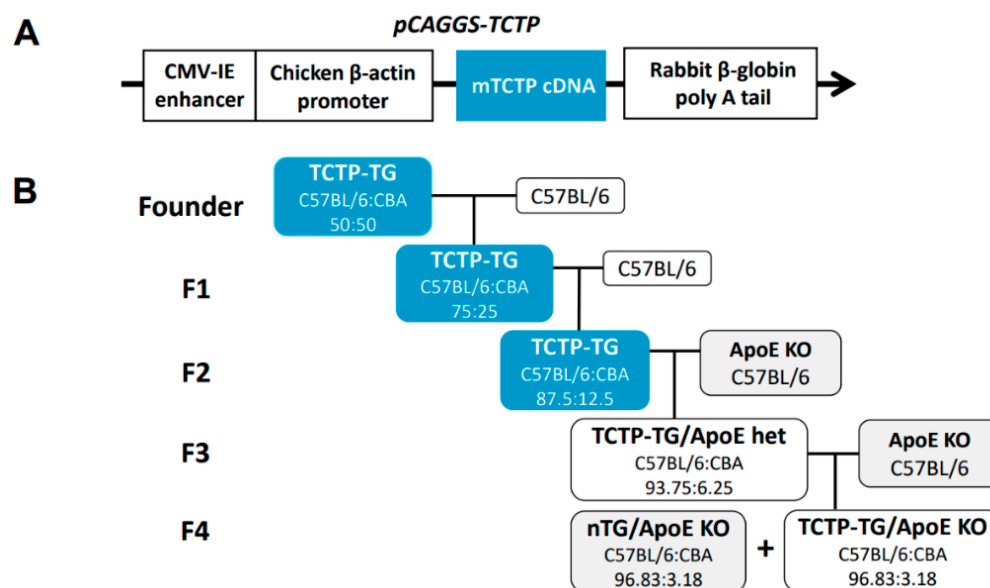 A
pCAGGS-TCTP
CMV-IE
enhancer
Chicken β-actin
promoter
mTCTP cDNA
Rabbit β-globin
poly A tail
B
Founder
TCTP-TG
C57BL/6:CBA
50:50
C57BL/6
F1
TCTP-TG
C57BL/6:CBA
75:25
C57BL/6
F2
TCTP-TG
C57BL/6:CBA
87.5:12.5
ApoE KO
C57BL/6
F3
TCTP-TG/ApoE het
C57BL/6:CBA
93.75:6.25
ApoE KO
C57BL/6
F4
nTG/ApoE KO
C57BL/6:CBA
96.83:3.18
+
TCTP-TG/ApoE KO
C57BL/6:CBA
96.83:3.18